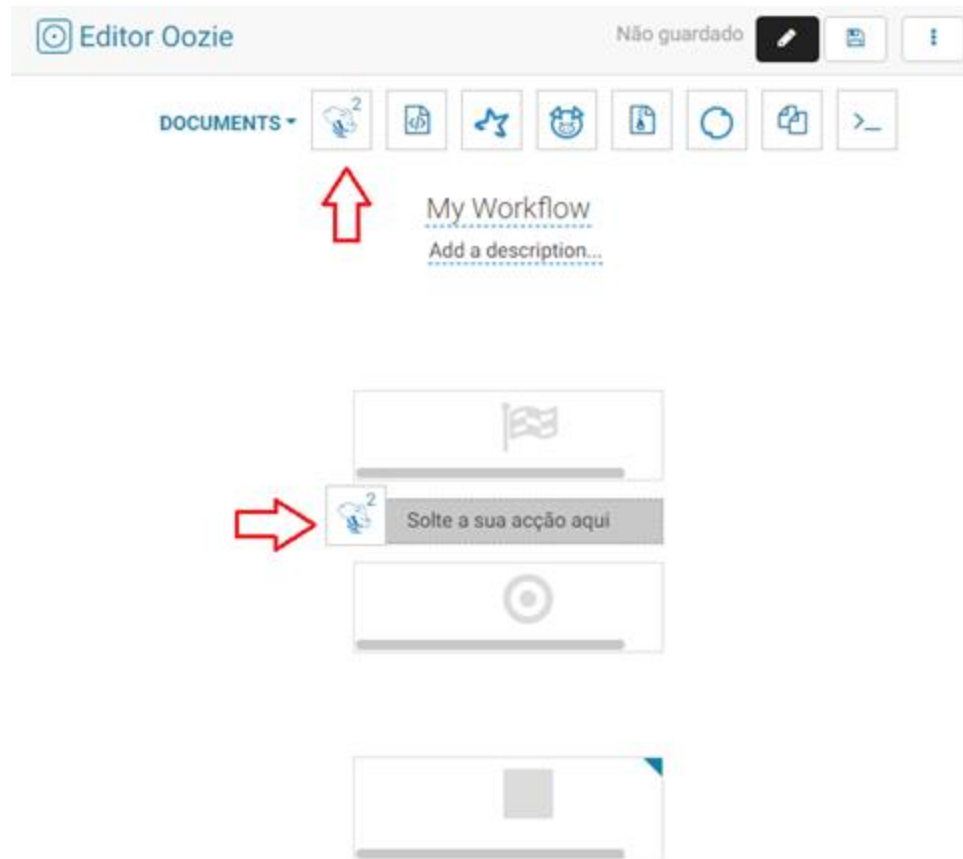 Editor Oozie
Não guardado
DOCUMENTS
2
>_
My Workflow
Add a description...
2
Solte a sua acção aqui